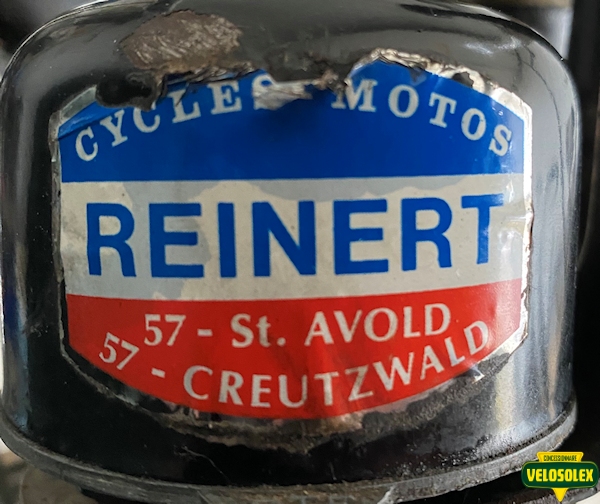 CYCLES MOTOS
REINERT
57 - St. AVOLD
57 - CREUTZWALD
CONCESSIONNAIRE
VELOSOLEX